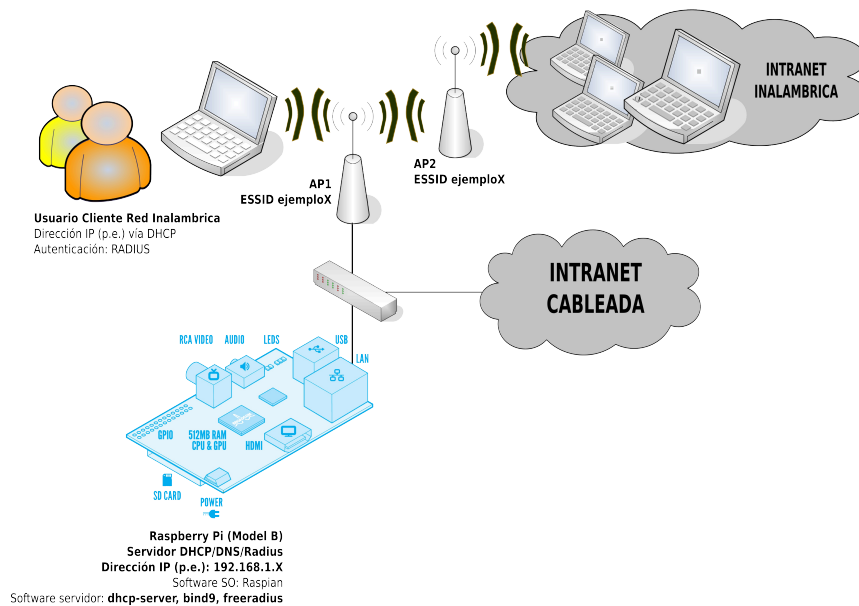 INTRANET
INALAMBRICA
AP2
ESSID ejemploX
AP1
ESSID ejemploX
Usuario Cliente Red Inalambrica
Dirección IP (p.e.) vía DHCP
Autenticación: RADIUS
INTRANET
CABLEADA
RCA VIDEO
AUDIO
LEDS
USB
LAN
GPIO
512MB RAM
CPU & GPU
HDMI
SD CARD
POWER
Raspberry Pi (Model B)
Servidor DHCP/DNS/Radius
Dirección IP (p.e.): 192.168.1.X
Software SO: Raspian
Software servidor: dhcp-server, bind9, freeradius